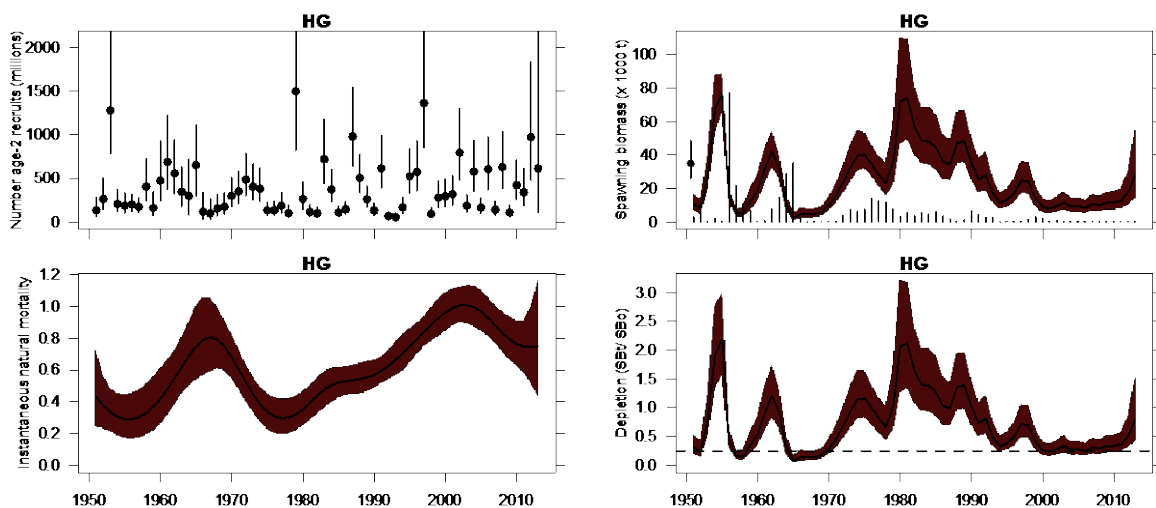 HG
Number age-2 recruits (millions)
2000
1500
1000
500
0
HG
Spawning biomass (x 1000 t)
100
80
60
40
20
0
HG
Instantaneous natural mortality
1.2
1.0
0.8
0.6
0.4
0.2
0.0
1950 1960 1970 1980 1990 2000 2010
HG
Depletion (SBt/ SBo)
3.0
2.5
2.0
1.5
1.0
0.5
0.0
1950 1960 1970 1980 1990 2000 2010